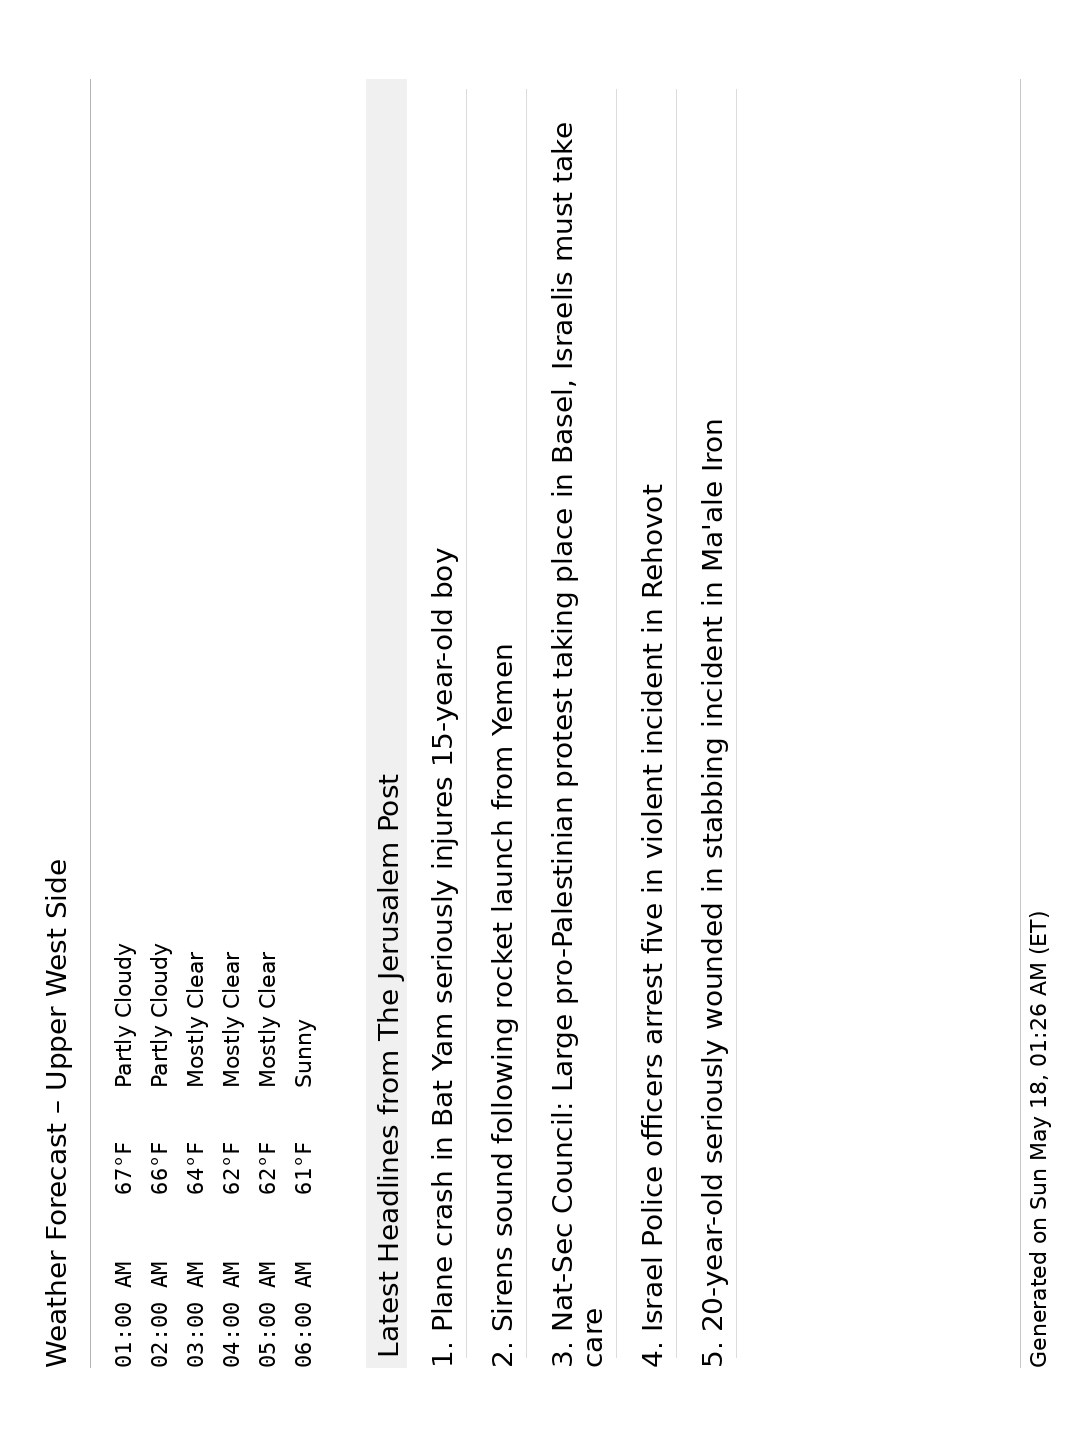 Weather Forecast – Upper West Side
01:00 AM 67°F Partly Cloudy
02:00 AM 66°F Partly Cloudy
03:00 AM 64°F Mostly Clear
04:00 AM 62°F Mostly Clear
05:00 AM 62°F Mostly Clear
06:00 AM 61°F Sunny
Latest Headlines from The Jerusalem Post
1. Plane crash in Bat Yam seriously injures 15-year-old boy
2. Sirens sound following rocket launch from Yemen
3. Nat-Sec Council: Large pro-Palestinian protest taking place in Basel, Israelis must take
care
4. Israel Police officers arrest five in violent incident in Rehovot
5. 20-year-old seriously wounded in stabbing incident in Ma'ale Iron
Generated on Sun May 18, 01:26 AM (ET)